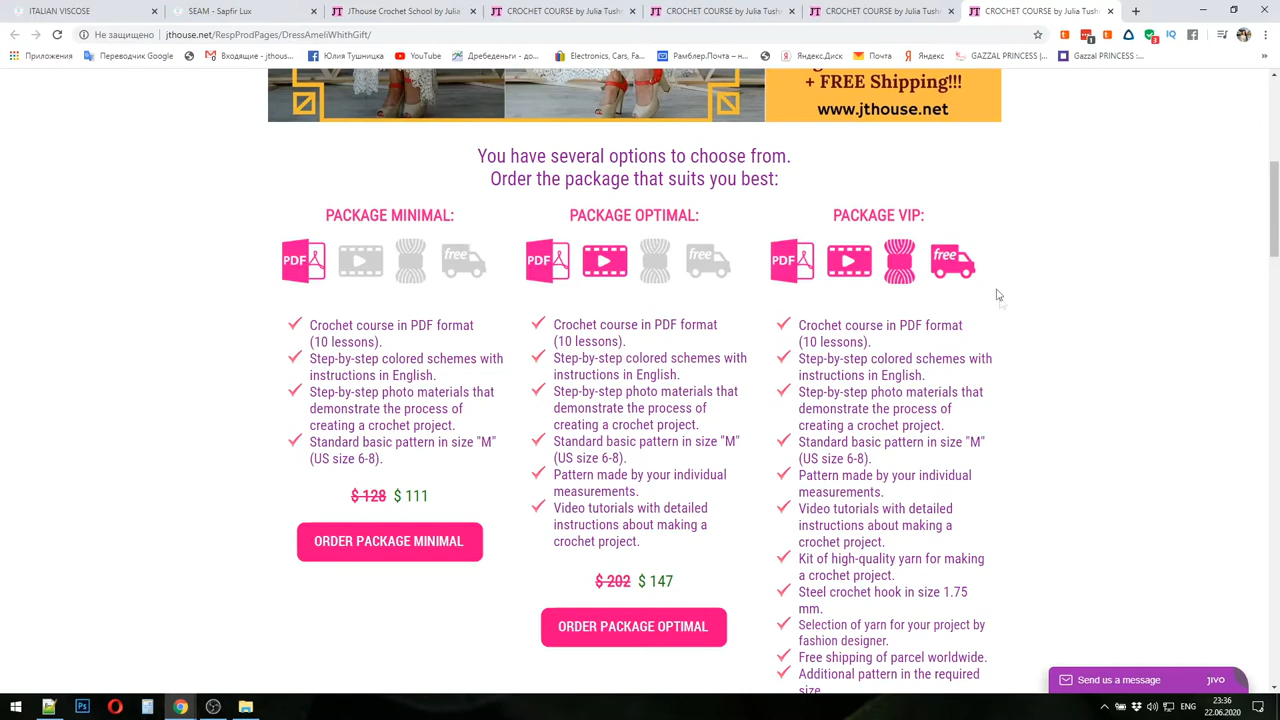 ITALIAN VISCOSE
SEAM - Sapfir Lux
JThouse Crochet School by Julia T
CROCHET COURSE by Julia Tush
CROCHET COURSE by Julia Tush
CROCHET COURSE by Julia Tush
Не защищено | jthouse.net/RespProdPages/DressAmeliWithGift/
Приложения
Переводчик Google
Входящие - jthous…
Юлия Тушницка
YouTube
Дребеденьги - до…
Electronics, Cars, Fa…
Рамблер.Почта – н…
Яндекс.Диск
Почта
Яндекс
GAZZAL PRINCESS |…
Gazzal PRINCESS :…
+ FREE Shipping!!!
www.jthouse.net
You have several options to choose from.
Order the package that suits you best:
PACKAGE MINIMAL:
PDF
free
Crochet course in PDF format
(10 lessons).
Step-by-step colored schemes with
instructions in English.
Step-by-step photo materials that
demonstrate the process of
creating a crochet project.
Standard basic pattern in size "M"
(US size 6-8).
$ 128 $ 111
ORDER PACKAGE MINIMAL
PACKAGE OPTIMAL:
PDF
free
Crochet course in PDF format
(10 lessons).
Step-by-step colored schemes with
instructions in English.
Step-by-step photo materials that
demonstrate the process of
creating a crochet project.
Standard basic pattern in size "M"
(US size 6-8).
Pattern made by your individual
measurements.
Video tutorials with detailed
instructions about making a
crochet project.
$ 202 $ 147
ORDER PACKAGE OPTIMAL
PACKAGE VIP:
PDF
free
Crochet course in PDF format
(10 lessons).
Step-by-step colored schemes with
instructions in English.
Step-by-step photo materials that
demonstrate the process of
creating a crochet project.
Standard basic pattern in size "M"
(US size 6-8).
Pattern made by your individual
measurements.
Video tutorials with detailed
instructions about making a
crochet project.
Kit of high-quality yarn for making
a crochet project.
Steel crochet hook in size 1.75
mm.
Selection of yarn for your project by
fashion designer.
Free shipping of parcel worldwide.
Additional pattern in the required
size
Send us a message
JIVO
ENG
23:36
22.06.2020